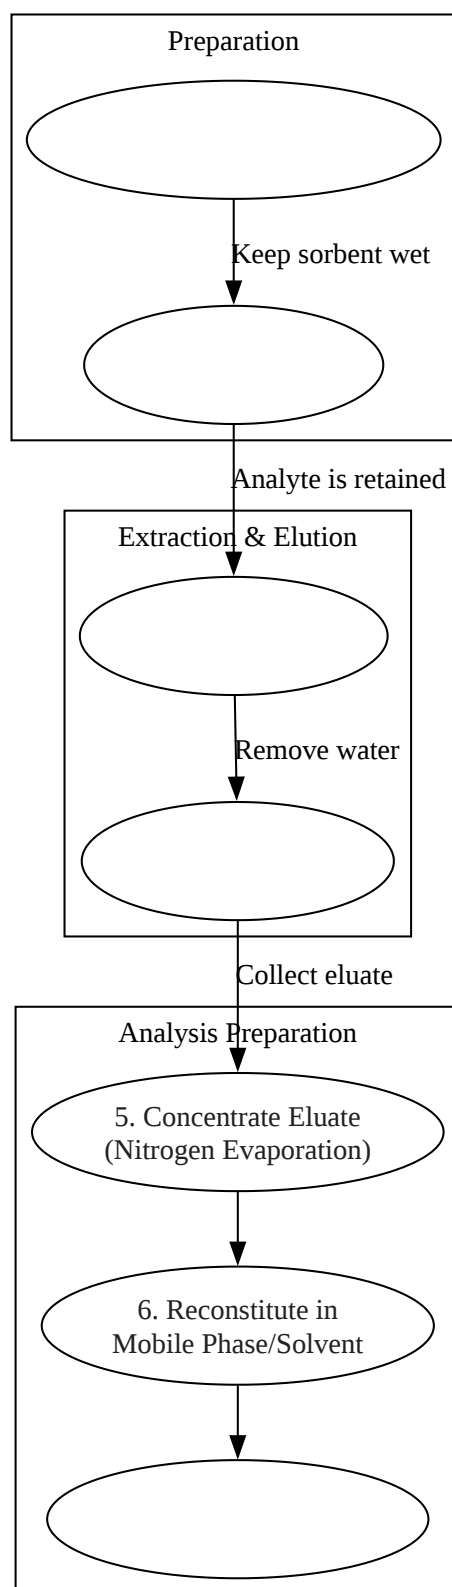 Preparation
Keep sorbent wet
Analyte is retained
Extraction & Elution
Remove water
Collect eluate
Analysis Preparation
5. Concentrate Eluate
(Nitrogen Evaporation)
6. Reconstitute in
Mobile Phase/Solvent